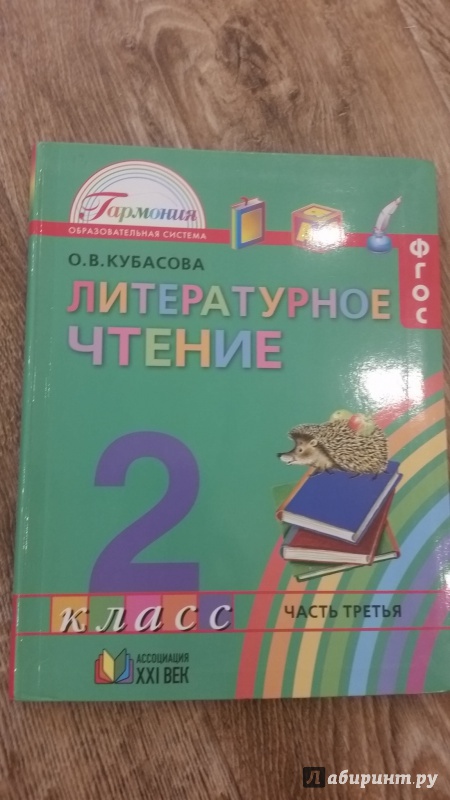 Гармония
ОБРАЗОВАТЕЛЬНАЯ СИСТЕМА
ФГОС
О.В.КУБАСОВА
ЛИТЕРАТУРНОЕ
ЧТЕНИЕ
2
класс
ЧАСТЬ ТРЕТЬЯ
АССОЦИАЦИЯ
XXI ВЕК
Лабиринт.ру